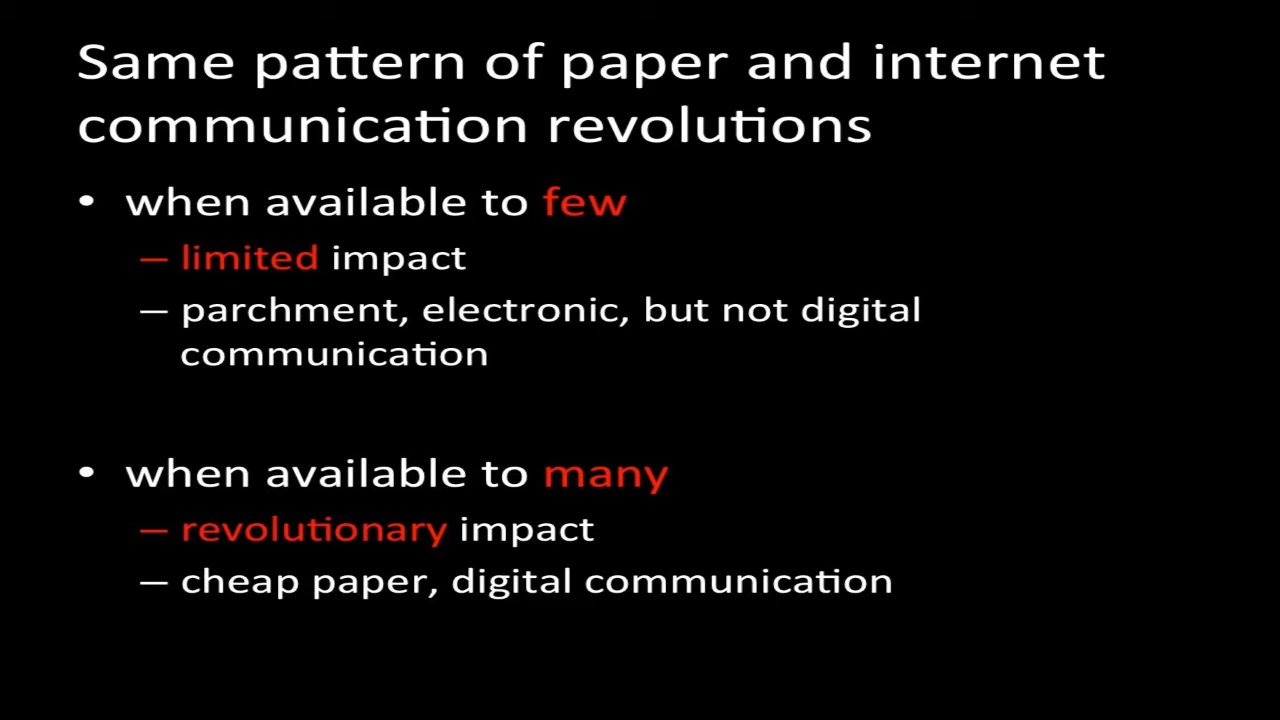 Same pattern of paper and internet
communication revolutions
• when available to few
– limited impact
– parchment, electronic, but not digital
communication
• when available to many
– revolutionary impact
– cheap paper, digital communication